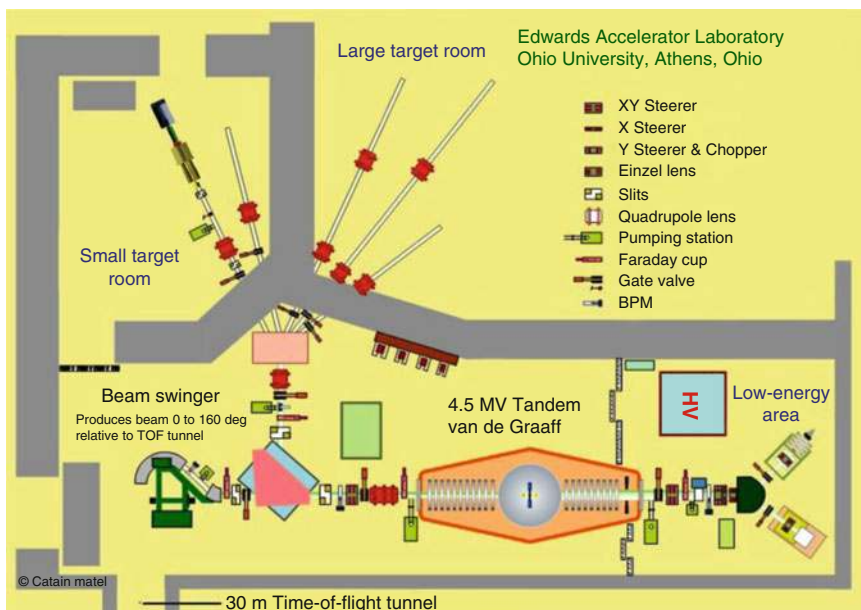 Edwards Accelerator Laboratory
Ohio University, Athens, Ohio
Large target room
XY Steerer
X Steerer
Y Steerer & Chopper
Einzel lens
Slits
Quadrupole lens
Pumping station
Faraday cup
Gate valve
BPM
Small target
room
Beam swinger
Produces beam 0 to 160 deg
relative to TOF tunnel
4.5 MV Tandem
van de Graaff
HV
Low-energy
area
© Catain matel
30 m Time-of-flight tunnel